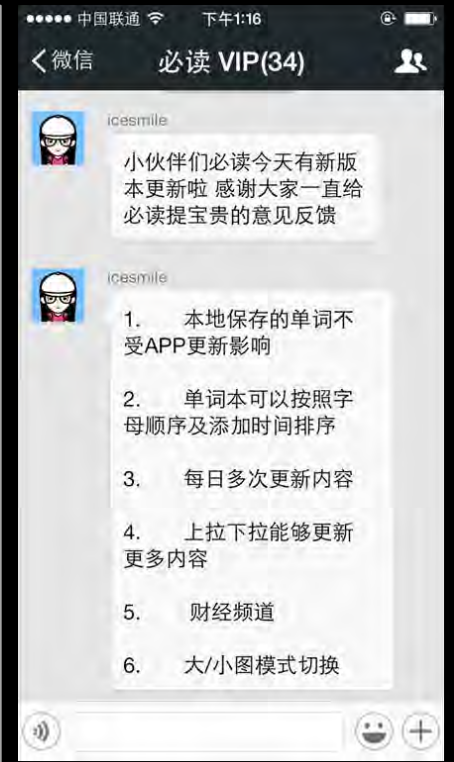 中国联通 下午1:16
微信 必读 VIP(34)
icesmile
小伙伴们必读今天有新版
本更新啦 感谢大家一直给
必读提宝贵的意见反馈
icesmile
1. 本地保存的单词不
受APP更新影响
2. 单词本可以按照字
母顺序及添加时间排序
3. 每日多次更新内容
4. 上拉下拉能够更新
更多内容
5. 财经频道
6. 大/小图模式切换